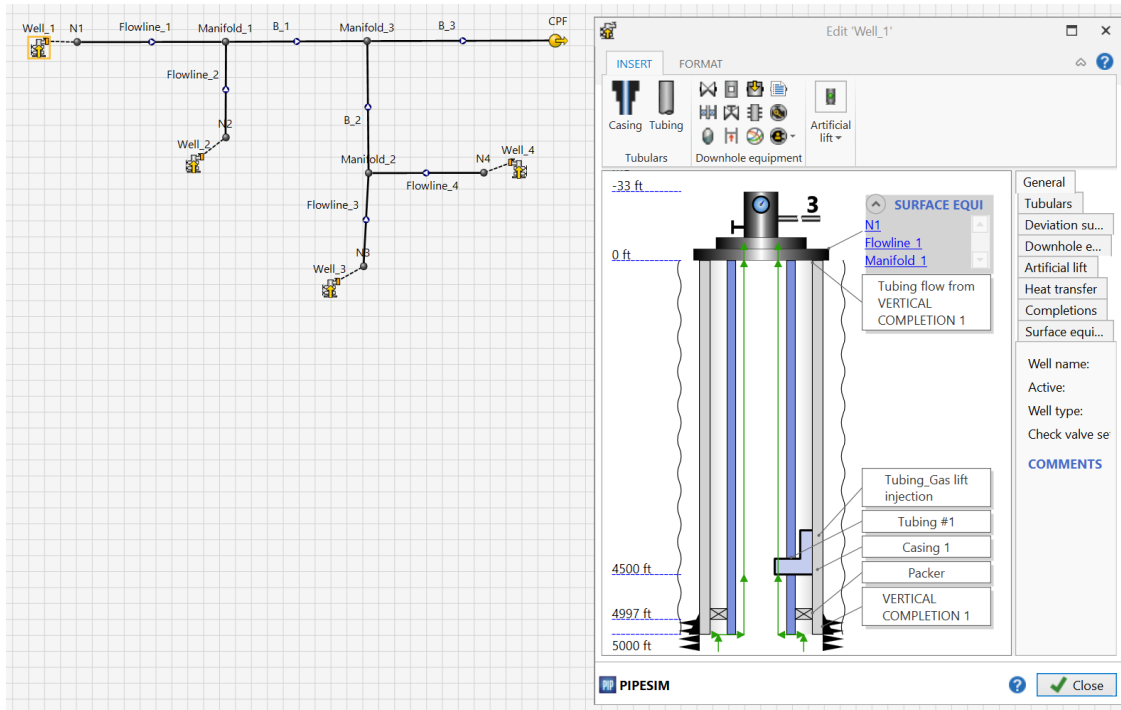 Well_1
N1
Flowline_1
Manifold_1
B_1
Manifold_3
B_3
CPF
Flowline_2
N2
Well_2
B_2
Manifold_2
N4
Well_4
Flowline_4
Flowline_3
N3
Well_3
Edit 'Well_1'
INSERT
FORMAT
Casing
Tubing
Artificial
lift
Tubulars
Downhole equipment
-33 ft
3
SURFACE EQUI
N1
Flowline 1
Manifold 1
0 ft
Tubing flow from
VERTICAL
COMPLETION 1
Tubing_Gas lift
injection
Tubing #1
Casing 1
4500 ft
Packer
4997 ft
VERTICAL
COMPLETION 1
5000 ft
General
Tubulars
Deviation su...
Downhole e...
Artificial lift
Heat transfer
Completions
Surface equi...
Well name:
Active:
Well type:
Check valve se
COMMENTS
PIP PIPESIM
Close